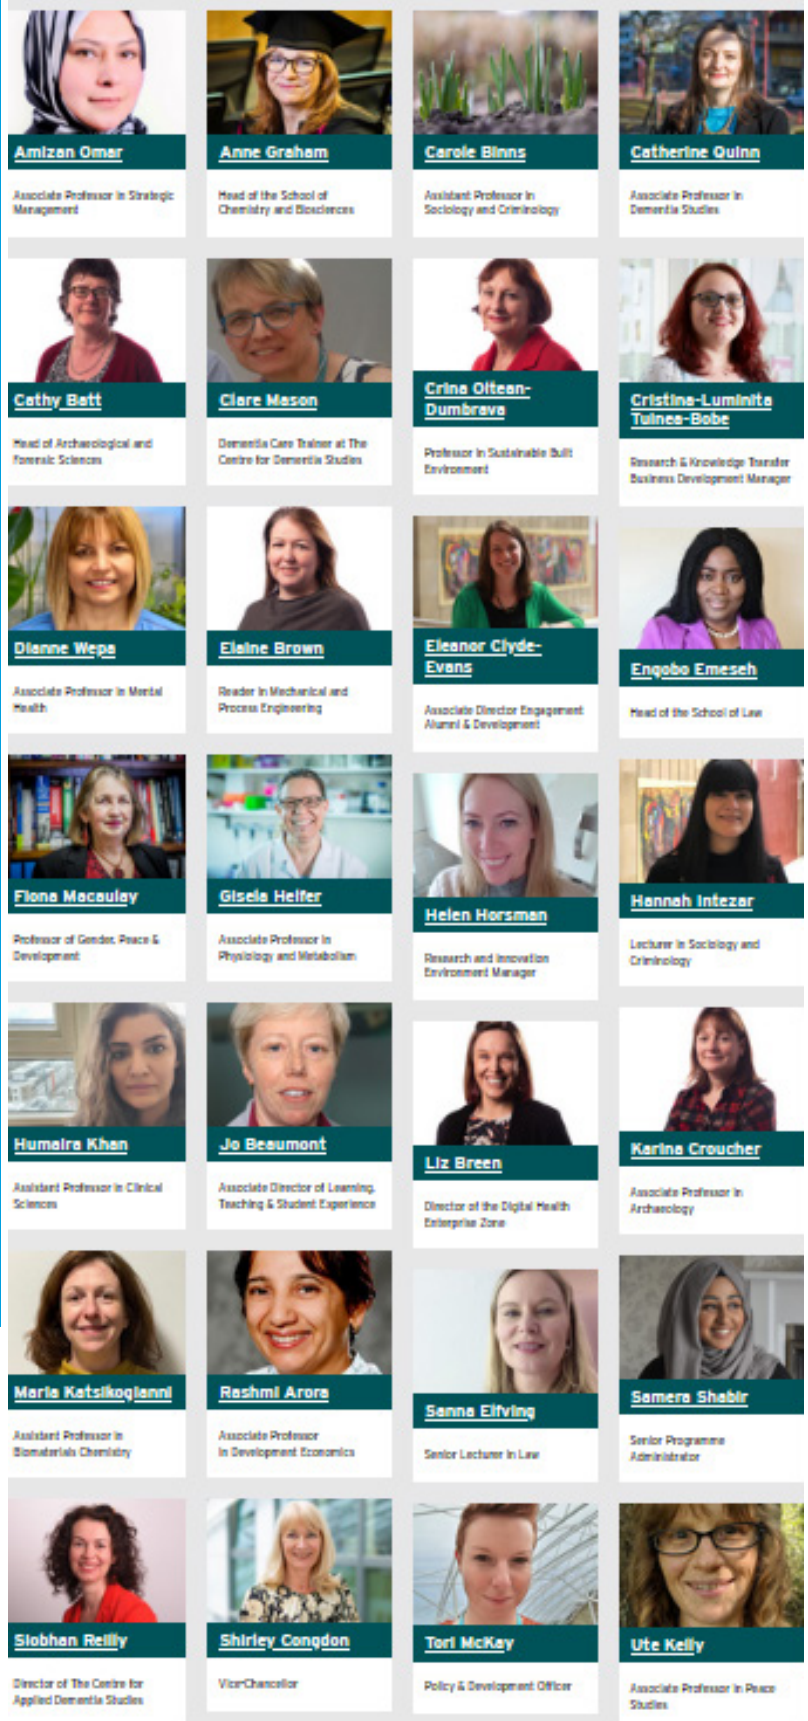 Amizan Omar
Associate Professor in Strategic
Management
Anne Graham
Head of the School of
Chemistry and Biosciences
Carole Binns
Assistant Professor in
Sociology and Criminology
Catherine Quinn
Associate Professor in
Dementia Studies
Cathy Batt
Head of Archaeological and
Forensic Sciences
Clare Mason
Dementia Care Trainer at The
Centre for Dementia Studies
Crina Oltean-
Dumbrava
Professor in Sustainable Built
Environment
Cristina-Luminita
Tuinea-Bobe
Research & Knowledge Transfer
Business Development Manager
Dianne Wepa
Associate Professor in Mental
Health
Elaine Brown
Reader in Mechanical and
Process Engineering
Eleanor Clyde-
Evans
Associate Director Engagement
Alumni & Development
Engobo Emeseh
Head of the School of Law
Fiona Macaulay
Professor of Gender, Peace &
Development
Gisela Helfer
Associate Professor in
Physiology and Metabolism
Helen Horsman
Research and Innovation
Environment Manager
Hannah Intezar
Lecturer in Sociology and
Criminology
Humaira Khan
Assistant Professor in Clinical
Sciences
Jo Beaumont
Associate Director of Learning,
Teaching & Student Experience
Liz Breen
Director of the Digital Health
Enterprise Zone
Karina Croucher
Associate Professor in
Archaeology
Maria Katsikogianni
Assistant Professor in
Biomaterials Chemistry
Rashmi Arora
Associate Professor
in Development Economics
Sanna Elfving
Senior Lecturer in Law
Samera Shabir
Senior Programme
Administrator
Siobhan Reilly
Director of The Centre for
Applied Dementia Studies
Shirley Congdon
Vice-Chancellor
Tori McKay
Policy & Development Officer
Ute Kelly
Associate Professor in Peace
Studies